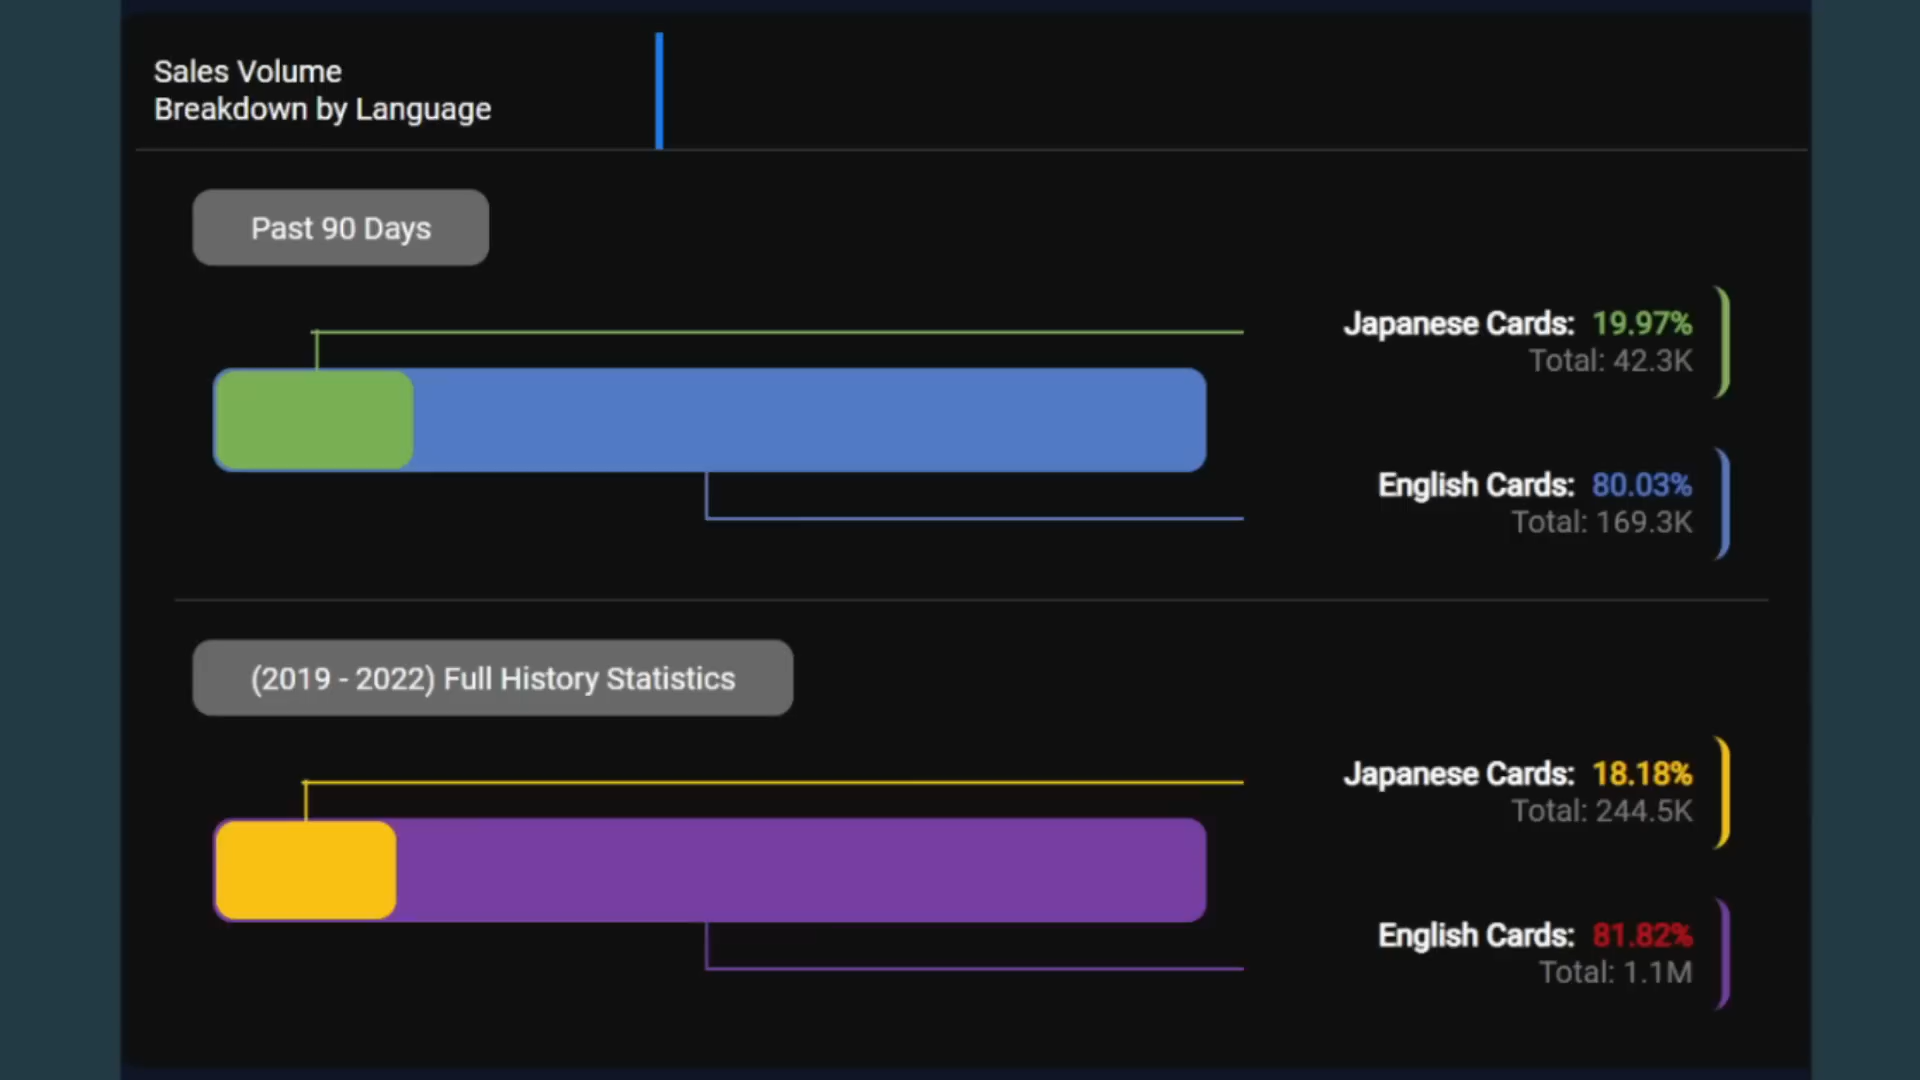 Sales Volume
Breakdown by Language
Past 90 Days
Japanese Cards: 19.97%
Total: 42.3K
English Cards: 80.03%
Total: 169.3K
(2019 - 2022) Full History Statistics
Japanese Cards: 18.18%
Total: 244.5K
English Cards: 81.82%
Total: 1.1M